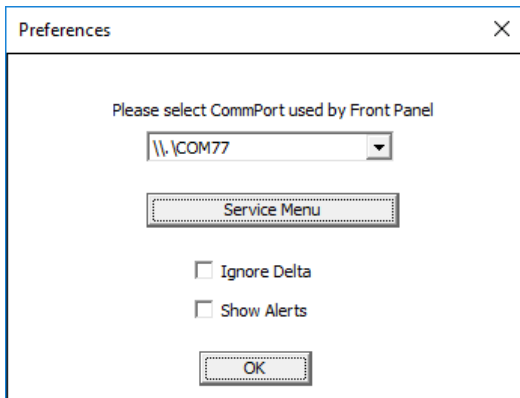 Preferences
Please select CommPort used by Front Panel
\\.\COM77
Service Menu
Ignore Delta
Show Alerts
OK